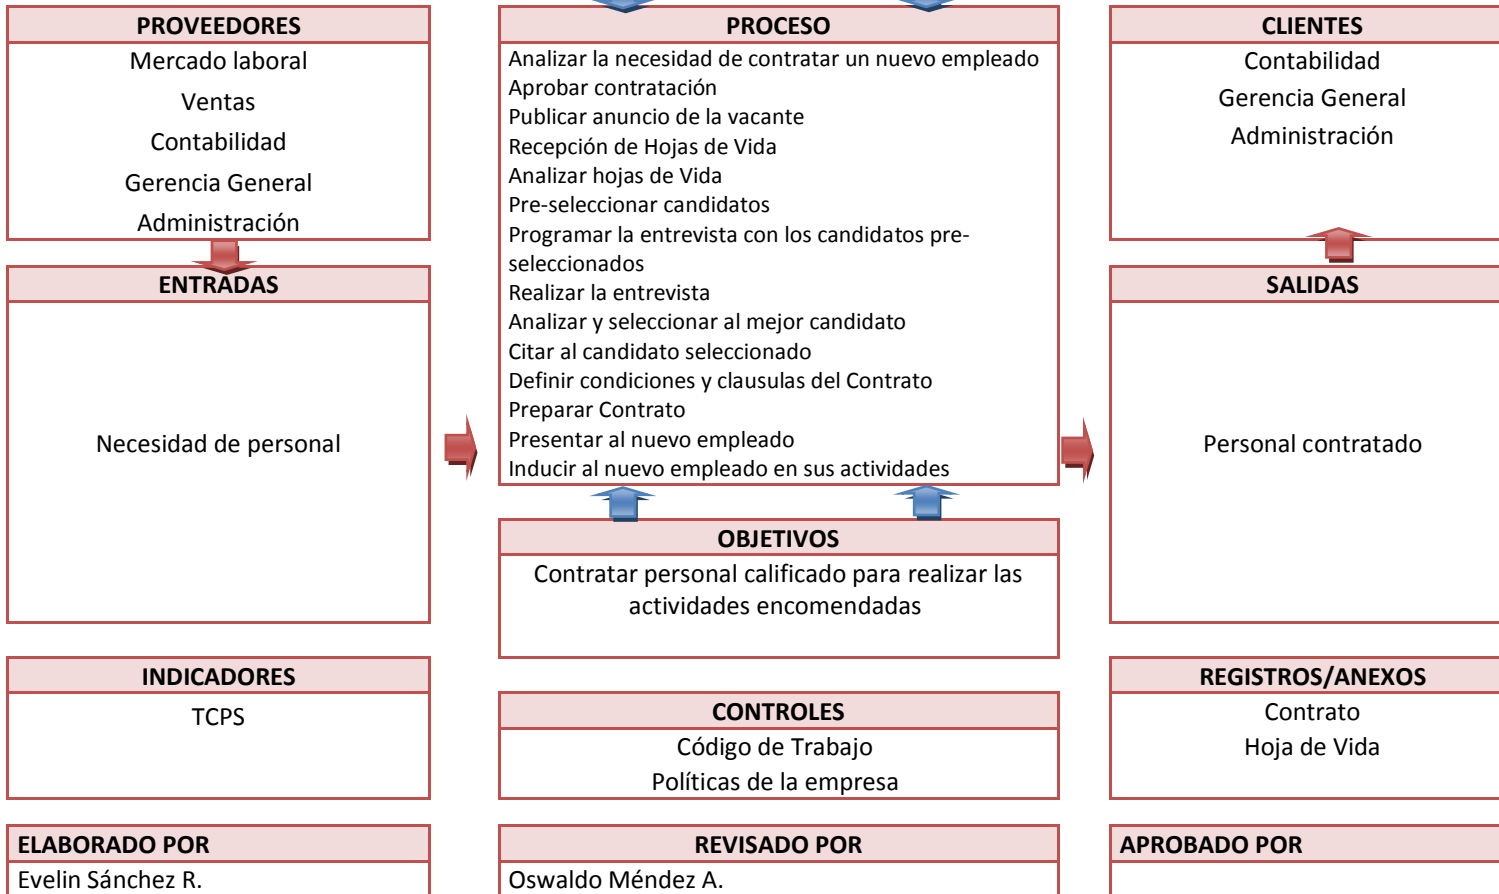 PROVEEDORES
Mercado laboral
Ventas
Contabilidad
Gerencia General
Administración
PROCESO
Analizar la necesidad de contratar un nuevo empleado
Aprobar contratación
Publicar anuncio de la vacante
Recepción de Hojas de Vida
Analizar hojas de Vida
Pre-seleccionar candidatos
Programar la entrevista con los candidatos pre-
seleccionados
Realizar la entrevista
Analizar y seleccionar al mejor candidato
Citar al candidato seleccionado
Definir condiciones y clausulas del Contrato
Preparar Contrato
Presentar al nuevo empleado
Inducir al nuevo empleado en sus actividades
CLIENTES
Contabilidad
Gerencia General
Administración
ENTRADAS
Necesidad de personal
SALIDAS
Personal contratado
OBJETIVOS
Contratar personal calificado para realizar las
actividades encomendadas
INDICADORES
TCPS
CONTROLES
Código de Trabajo
Políticas de la empresa
REGISTROS/ANEXOS
Contrato
Hoja de Vida
ELABORADO POR
Evelin Sánchez R.
REVISADO POR
Oswaldo Méndez A.
APROBADO POR